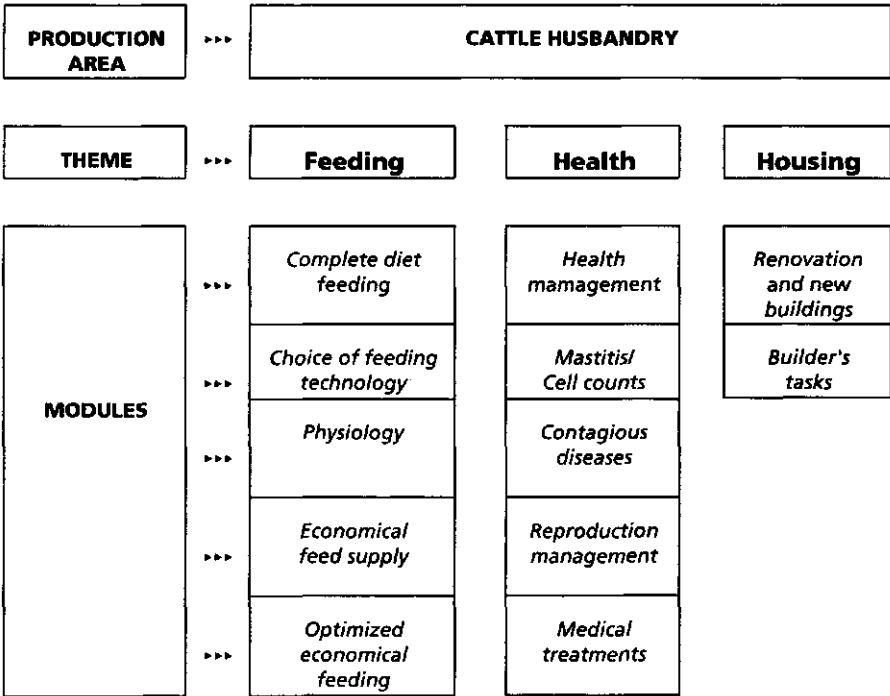 PRODUCTION
AREA
▸▸▸
CATTLE HUSBANDRY
THEME
▸▸▸
Feeding
Health
Housing
MODULES
▸▸▸
Complete diet
feeding
Health
mamagement
Renovation
and new
buildings
▸▸▸
Choice of feeding
technology
Mastitis/
Cell counts
Builder's
tasks
▸▸▸
Physiology
Contagious
diseases
▸▸▸
Economical
feed supply
Reproduction
management
▸▸▸
Optimized
economical
feeding
Medical
treatments